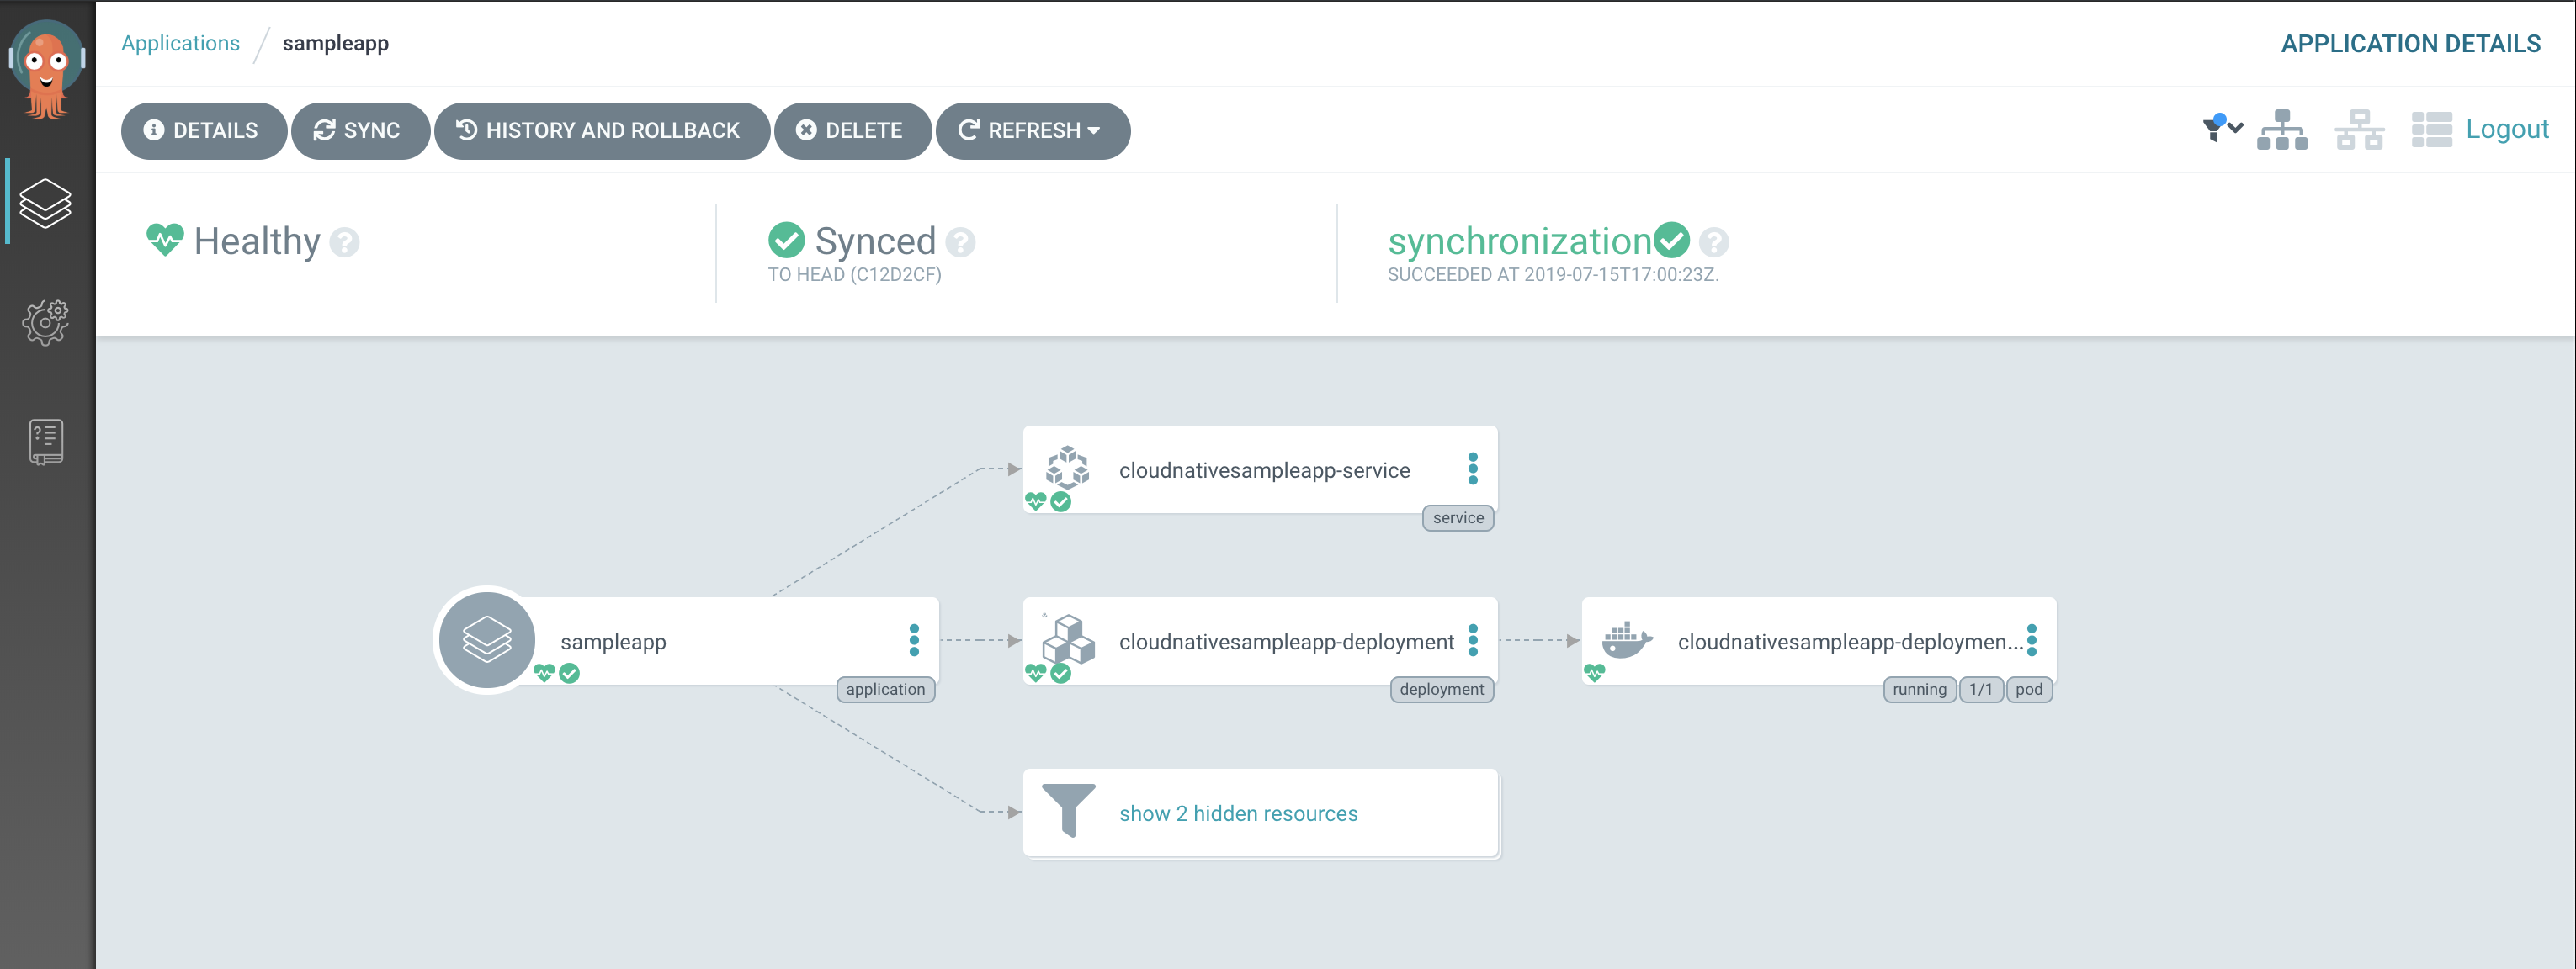 Applications / sampleapp
APPLICATION DETAILS
DETAILS
SYNC
HISTORY AND ROLLBACK
DELETE
REFRESH
Logout
Healthy ?
Synced ?
TO HEAD (C12D2CF)
synchronization ?
SUCCEEDED AT 2019-07-15T17:00:23Z.
cloudnativesampleapp-service
service
sampleapp
application
cloudnativesampleapp-deployment
deployment
cloudnativesampleapp-deploymen...
running 1/1 pod
show 2 hidden resources